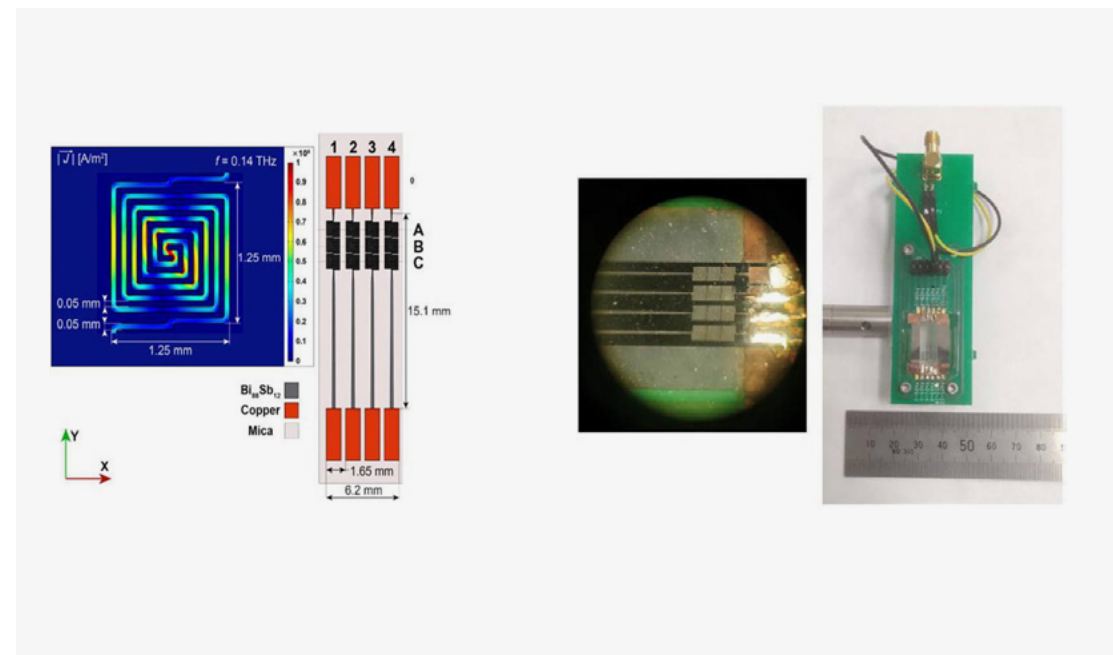 |J| [A/m²]
f = 0.14 THz
×10⁹
1
0.9
0.8
0.7
0.6
0.5
0.4
0.3
0.2
0.1
0
1.25 mm
0.05 mm
0.05 mm
1.25 mm
1 2 3 4
0
A
B
C
15.1 mm
Bi₈₈Sb₁₂
Copper
Mica
1.65 mm
6.2 mm
Y
X
10 20 30 40 50 60 70 80